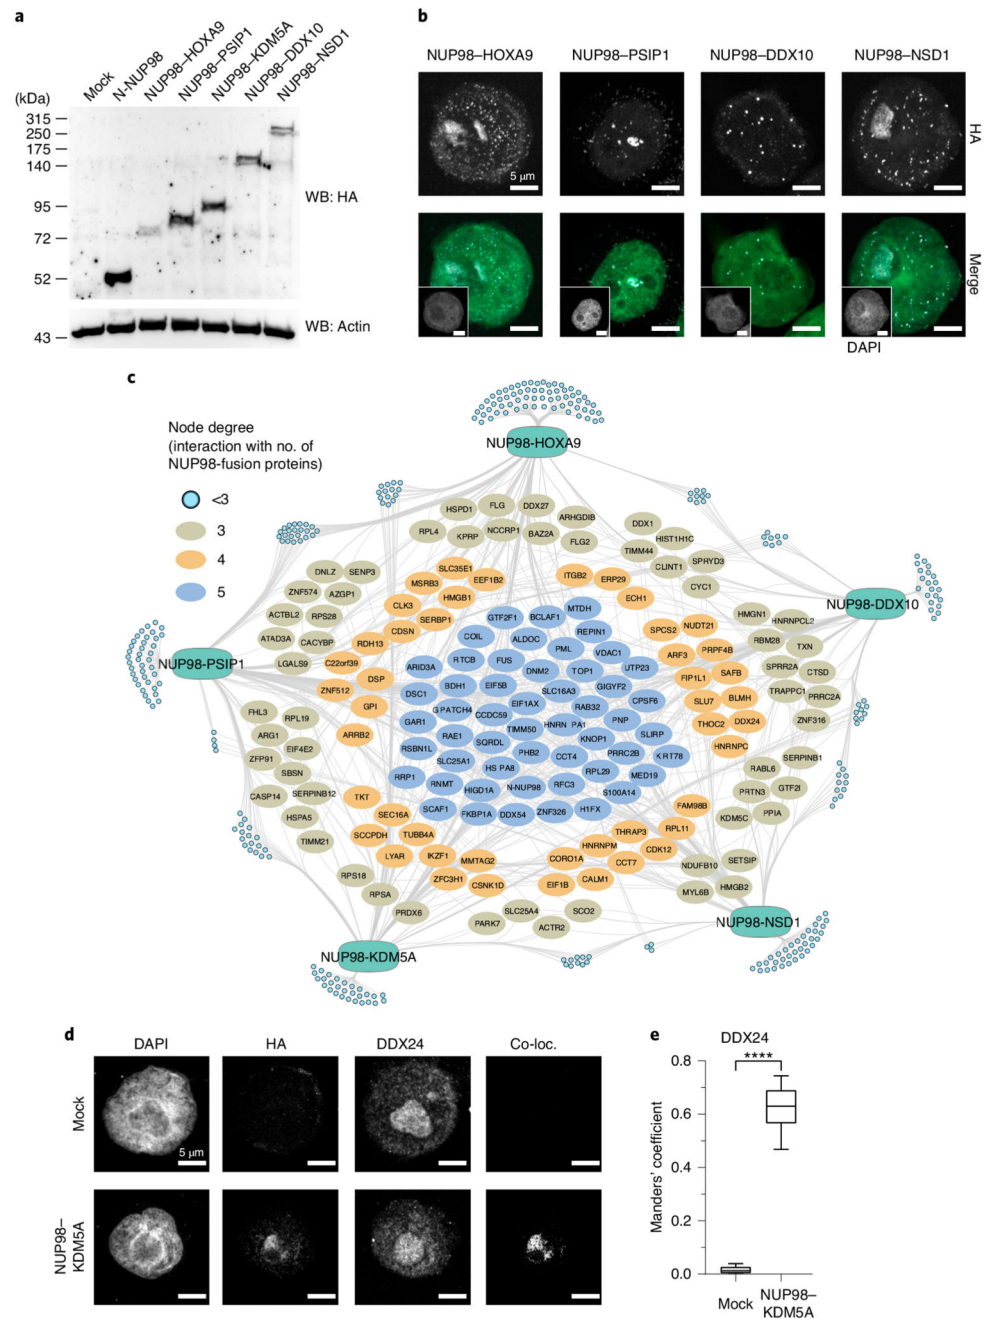 a
Mock
N-NUP98
NUP98–HOXA9
NUP98–PSIP1
NUP98–KDM5A
NUP98–DDX10
NUP98–NSD1
(kDa)
315
250
175
140
95
72
52
43
WB: HA
WB: Actin
b
NUP98–HOXA9
NUP98–PSIP1
NUP98–DDX10
NUP98–NSD1
5 μm
HA
Merge
DAPI
c
Node degree
(interaction with no. of
NUP98-fusion proteins)
<3
3
4
5
NUP98-HOXA9
NUP98-DDX10
NUP98-PSIP1
NUP98-NSD1
NUP98-KDM5A
HSPD1
FLG
DDX27
ARHGDIB
RPL4
KPRP
NCCRP1
BAZ2A
FLG2
DDX1
HIST1H1C
TIMM44
SPRYD3
CLINT1
CYC1
DNLZ
SENP3
ZNF574
AZGP1
ACTBL2
RPS28
ATAD3A
CACYBP
LGALS9
SLC35E1
MSRB3
EEF1B2
CLK3
HMGB1
SERBP1
CDSN
RDH13
C22orf39
DSP
ZNF512
GPI
ARRB2
ITGB2
ERP29
ECH1
SPCS2
NUDT21
ARF3
PRPF4B
FIP1L1
SAFB
SLU7
BLMH
THOC2
DDX24
HNRNPC
HMGN1
HNRNPCL2
RBM28
TXN
SPRR2A
CTSD
TRAPPC1
PRRC2A
ZNF316
GTF2F1
BCLAF1
MTDH
COIL
ALDOC
REPIN1
PML
VDAC1
ARID3A
RTCB
FUS
DNM2
TOP1
UTP23
DSC1
BDH1
EIF5B
SLC16A3
GIGYF2
CPSF6
GPATCH4
EIF1AX
RAB32
GAR1
CCDC59
HNRNPA1
PNP
RAE1
TIMM50
KNOP1
SLIRP
RSBN1L
SQRDL
PHB2
CCT4
PRRC2B
KRT78
SLC25A1
HSPA8
RPL29
MED19
RRP1
RNMT
HIGD1A
N-NUP98
RFC3
S100A14
SCAF1
FKBP1A
DDX54
ZNF326
H1FX
FHL3
RPL19
ARG1
EIF4E2
ZFP91
SBSN
CASP14
SERPINB12
HSPA5
TIMM21
RPS18
RPSA
PRDX6
TKT
SEC16A
SCCPDH
TUBB4A
LYAR
IKZF1
MMTAG2
ZFC3H1
CSNK1D
FAM98B
RPL11
THRAP3
CDK12
HNRNPM
CCT7
CORO1A
CALM1
EIF1B
SERPINB1
RABL6
GTF2I
PRTN3
PPIA
KDM5C
NDUFB10
SETSIP
MYL6B
HMGB2
SLC25A4
SCO2
PARK7
ACTR2
d
DAPI
HA
DDX24
Co-loc.
Mock
5 μm
NUP98–
KDM5A
e
DDX24
****
Manders' coefficient
0.8
0.6
0.4
0.2
0.0
Mock
NUP98–
KDM5A